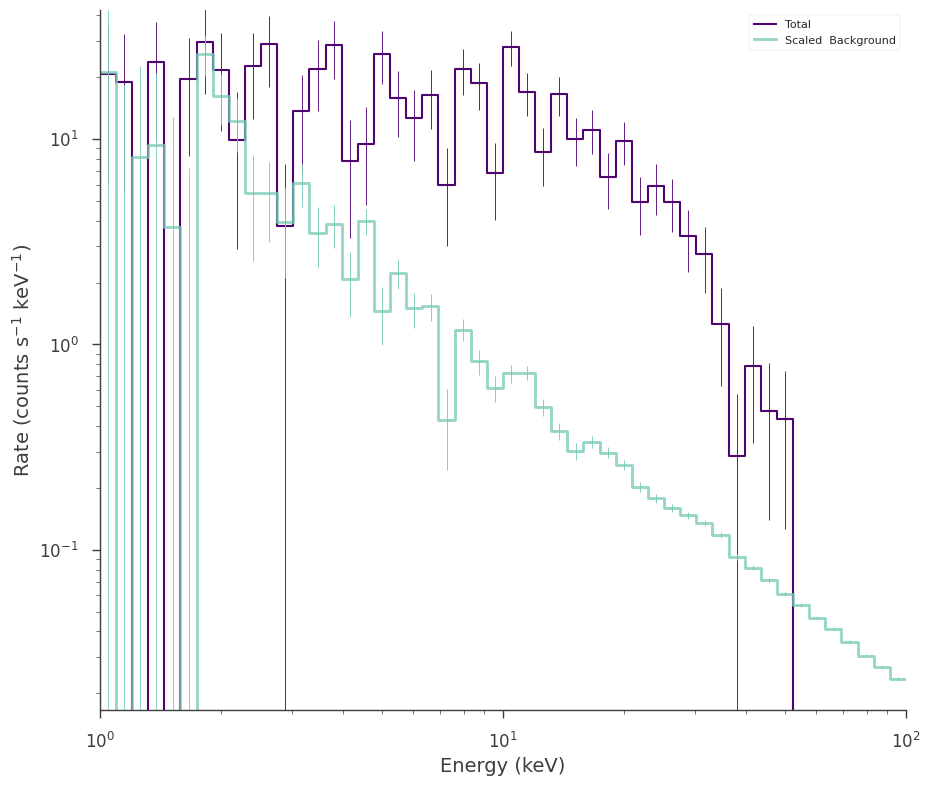 Total
Scaled  Background
Rate (counts s⁻¹ keV⁻¹)
10¹
10⁰
10⁻¹
10⁰
10¹
10²
Energy (keV)